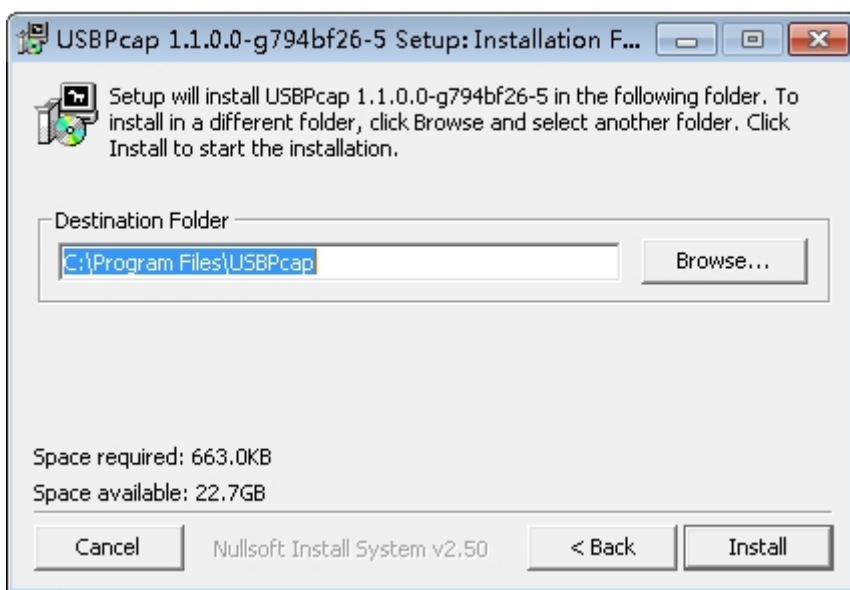 USBPcap 1.1.0.0-g794bf26-5 Setup: Installation F...
Setup will install USBPcap 1.1.0.0-g794bf26-5 in the following folder. To
install in a different folder, click Browse and select another folder. Click
Install to start the installation.
Destination Folder
C:\Program Files\USBPcap
Browse...
Space required: 663.0KB
Space available: 22.7GB
Cancel
Nullsoft Install System v2.50
< Back
Install